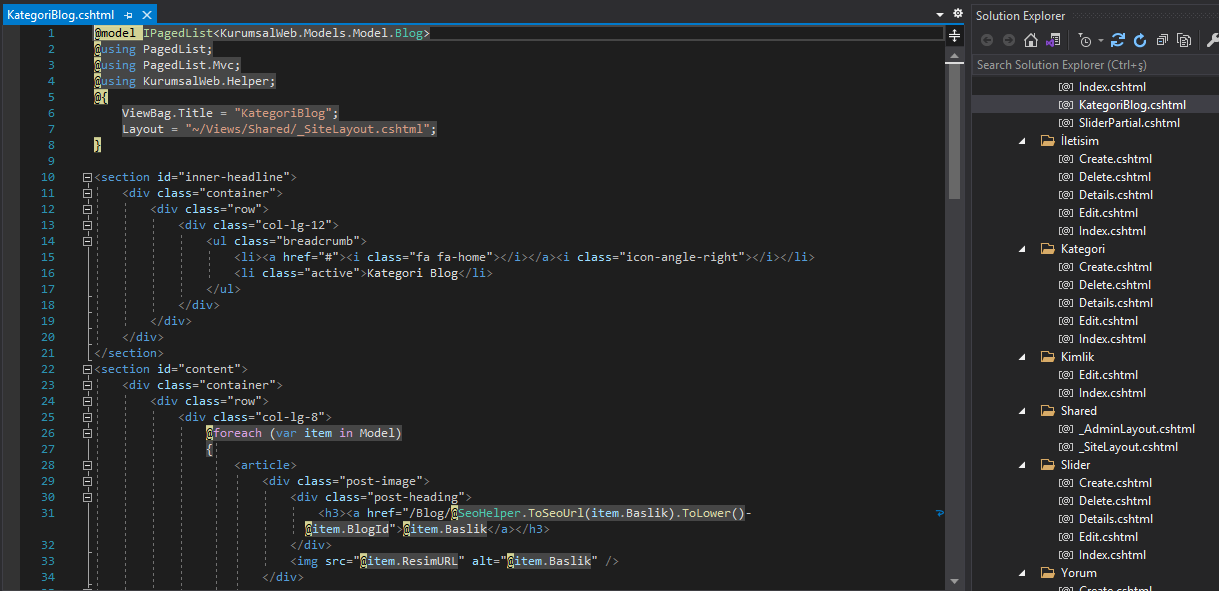 KategoriBlog.cshtml
1 @model IPagedList<KurumsalWeb.Models.Model.Blog>
2 @using PagedList;
3 @using PagedList.Mvc;
4 @using KurumsalWeb.Helper;
5 @{
6 ViewBag.Title = "KategoriBlog";
7 Layout = "~/Views/Shared/_SiteLayout.cshtml";
8 }
9
10 <section id="inner-headline">
11 <div class="container">
12 <div class="row">
13 <div class="col-lg-12">
14 <ul class="breadcrumb">
15 <li><a href="#"><i class="fa fa-home"></i></a><i class="icon-angle-right"></i></li>
16 <li class="active">Kategori Blog</li>
17 </ul>
18 </div>
19 </div>
20 </div>
21 </section>
22 <section id="content">
23 <div class="container">
24 <div class="row">
25 <div class="col-lg-8">
26 @foreach (var item in Model)
27 {
28 <article>
29 <div class="post-image">
30 <div class="post-heading">
31 <h3><a href="/Blog/@SeoHelper.ToSeoUrl(item.Baslik).ToLower()-
@item.BlogId">@item.Baslik</a></h3>
32 </div>
33 <img src="@item.ResimURL" alt="@item.Baslik" />
34 </div>
Solution Explorer
Search Solution Explorer (Ctrl+ş)
Index.cshtml
KategoriBlog.cshtml
SliderPartial.cshtml
İletisim
Create.cshtml
Delete.cshtml
Details.cshtml
Edit.cshtml
Index.cshtml
Kategori
Create.cshtml
Delete.cshtml
Details.cshtml
Edit.cshtml
Index.cshtml
Kimlik
Edit.cshtml
Index.cshtml
Shared
_AdminLayout.cshtml
_SiteLayout.cshtml
Slider
Create.cshtml
Delete.cshtml
Details.cshtml
Edit.cshtml
Index.cshtml
Yorum
Create.cshtml